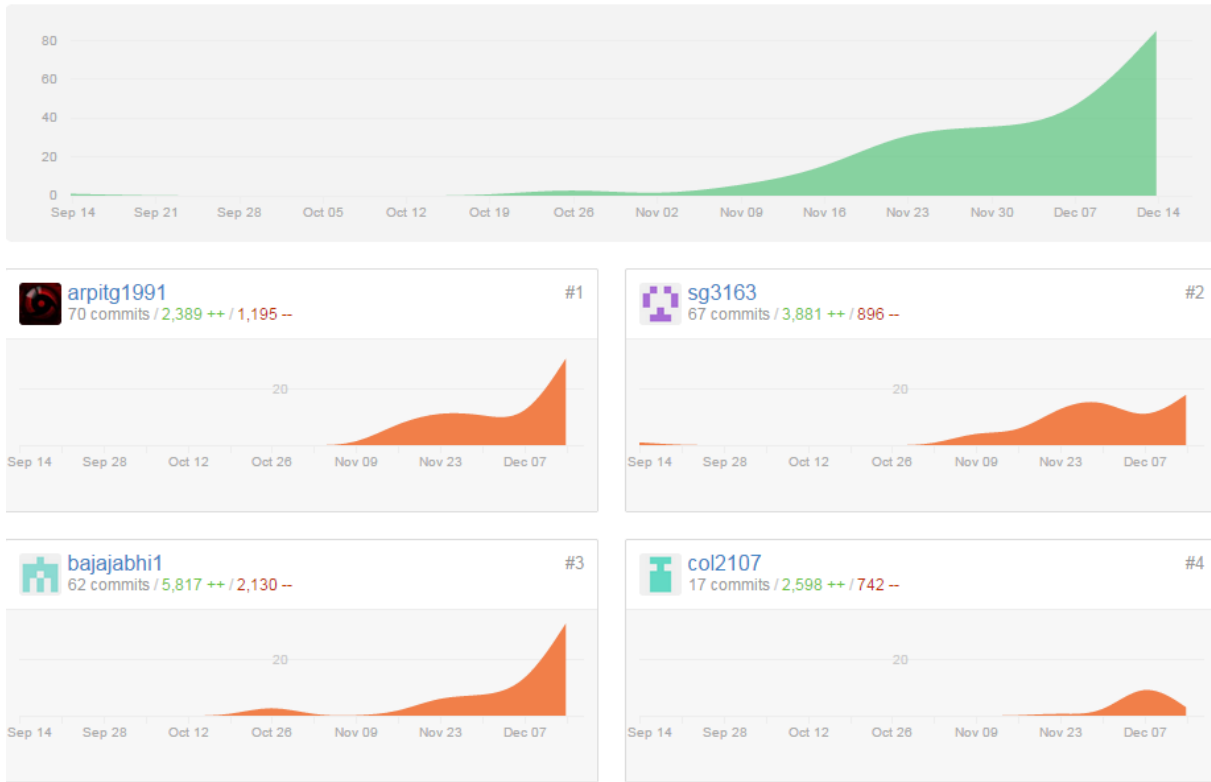 80
60
40
20
0
Sep 14 Sep 21 Sep 28 Oct 05 Oct 12 Oct 19 Oct 26 Nov 02 Nov 09 Nov 16 Nov 23 Nov 30 Dec 07 Dec 14
arpitg1991 #1
70 commits / 2,389 ++ / 1,195 --
20
Sep 14 Sep 28 Oct 12 Oct 26 Nov 09 Nov 23 Dec 07
sg3163 #2
67 commits / 3,881 ++ / 896 --
20
Sep 14 Sep 28 Oct 12 Oct 26 Nov 09 Nov 23 Dec 07
bajajabhi1 #3
62 commits / 5,817 ++ / 2,130 --
20
Sep 14 Sep 28 Oct 12 Oct 26 Nov 09 Nov 23 Dec 07
col2107 #4
17 commits / 2,598 ++ / 742 --
20
Sep 14 Sep 28 Oct 12 Oct 26 Nov 09 Nov 23 Dec 07